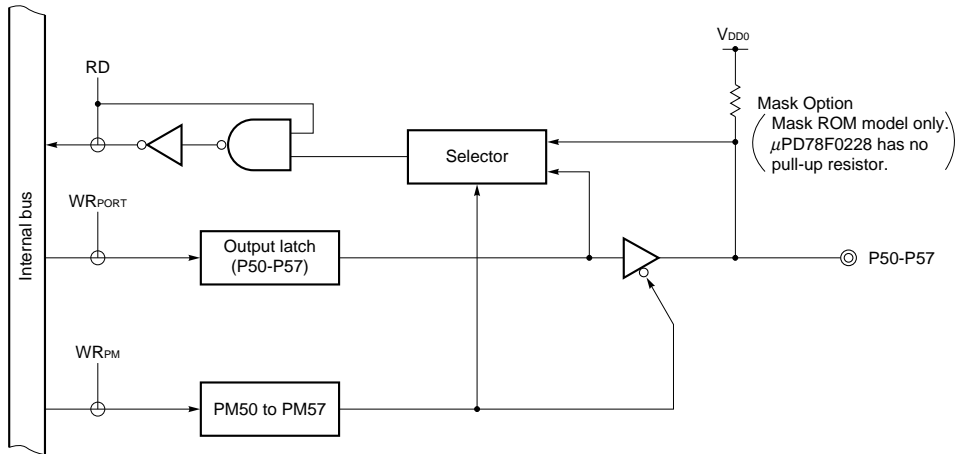 VDD0
RD
Mask Option
Mask ROM model only.
μPD78F0228 has no
pull-up resistor.
Selector
Internal bus
WRPORT
Output latch
(P50-P57)
P50-P57
WRPM
PM50 to PM57